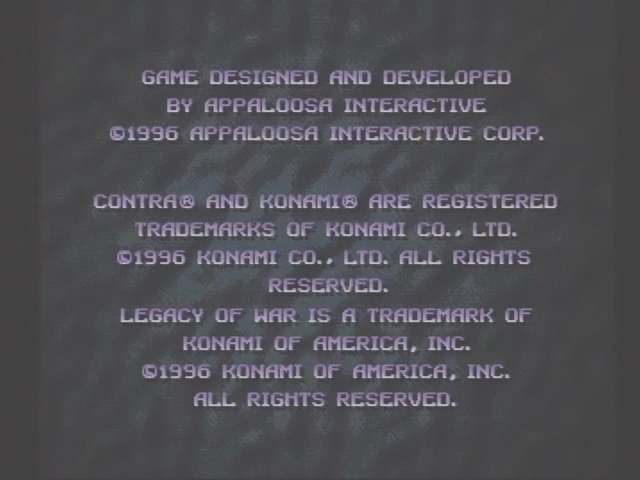 GAME DESIGNED AND DEVELOPED
BY APPALOOSA INTERACTIVE
©1996 APPALOOSA INTERACTIVE CORP.
CONTRA® AND KONAMI® ARE REGISTERED
TRADEMARKS OF KONAMI CO., LTD.
©1996 KONAMI CO., LTD. ALL RIGHTS
RESERVED.
LEGACY OF WAR IS A TRADEMARK OF
KONAMI OF AMERICA, INC.
©1996 KONAMI OF AMERICA, INC.
ALL RIGHTS RESERVED.